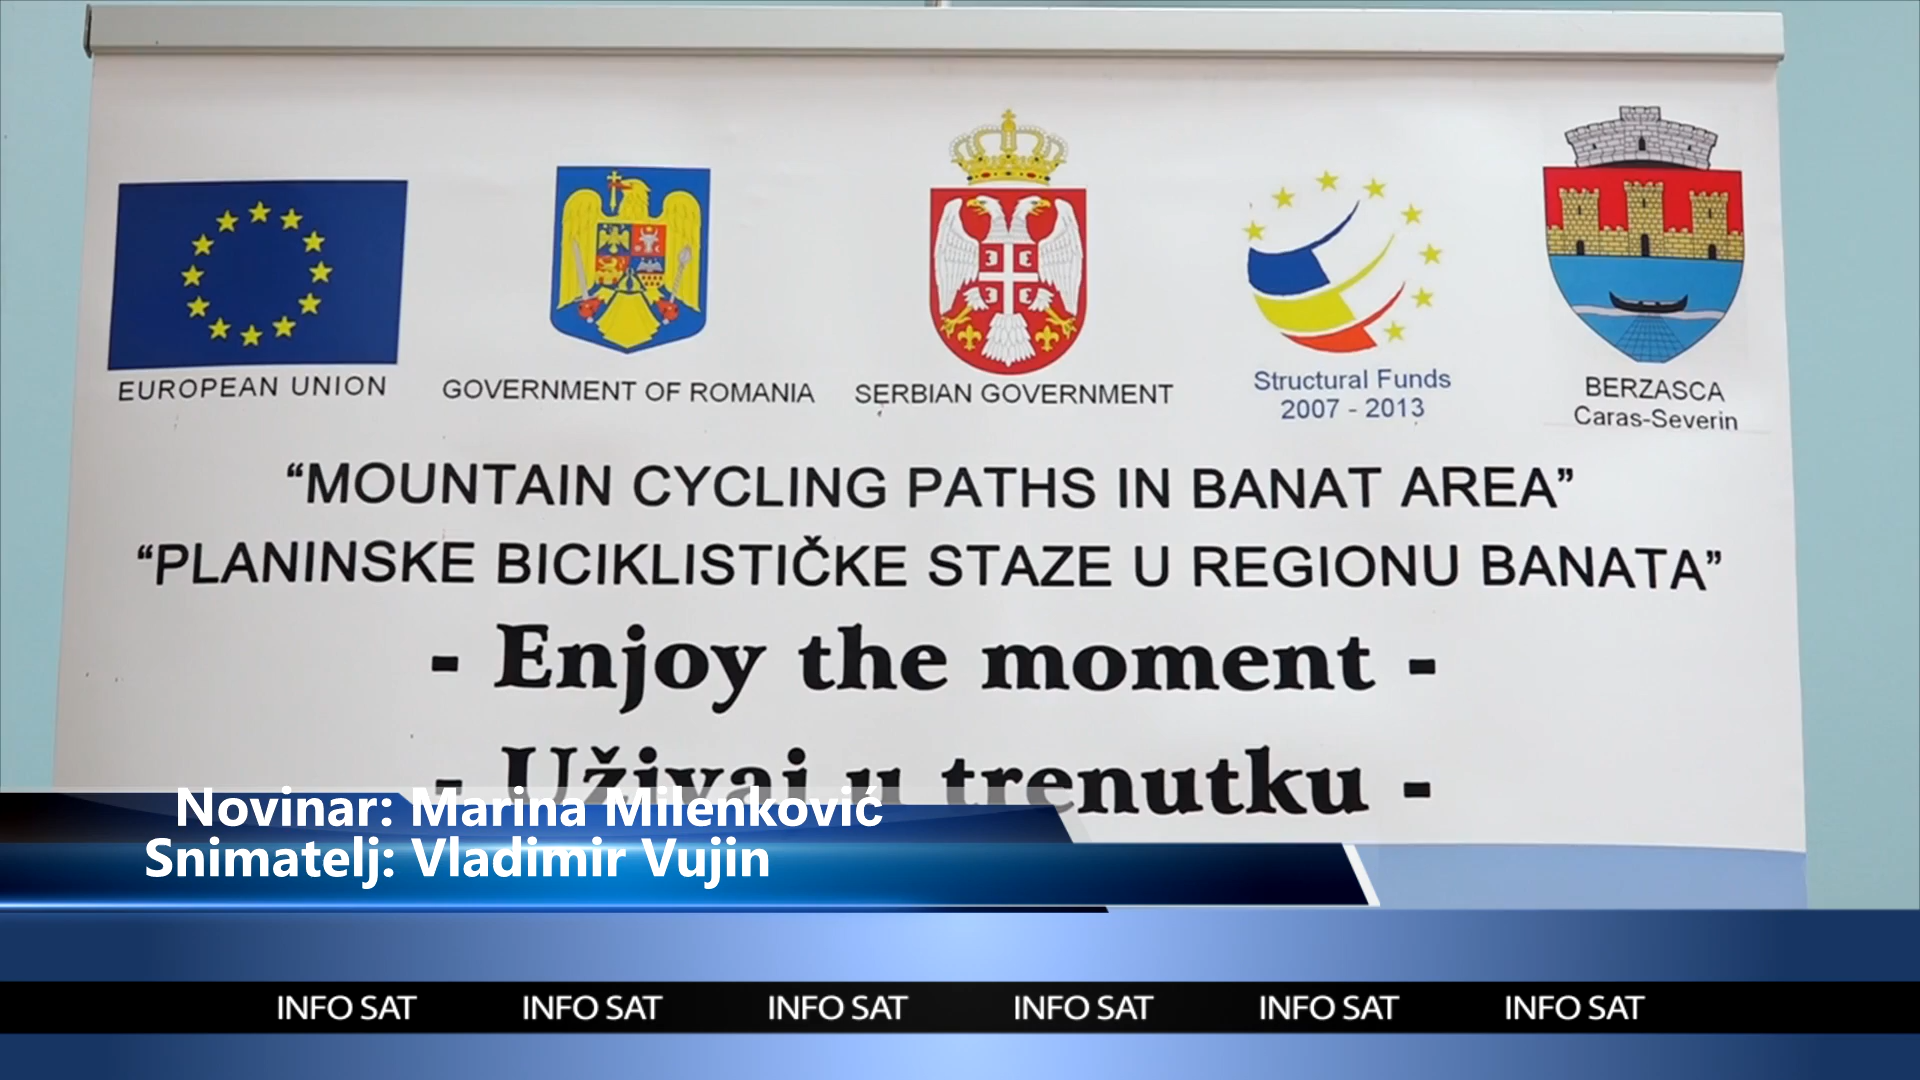 EUROPEAN UNION
GOVERNMENT OF ROMANIA
SERBIAN GOVERNMENT
Structural Funds
2007 - 2013
BERZASCA
Caras-Severin
“MOUNTAIN CYCLING PATHS IN BANAT AREA”
“PLANINSKE BICIKLISTIČKE STAZE U REGIONU BANATA”
- Enjoy the moment -
- Uživaj u trenutku -
Novinar: Marina Milenković
Snimatelj: Vladimir Vujin
INFO SAT INFO SAT INFO SAT INFO SAT INFO SAT INFO SAT